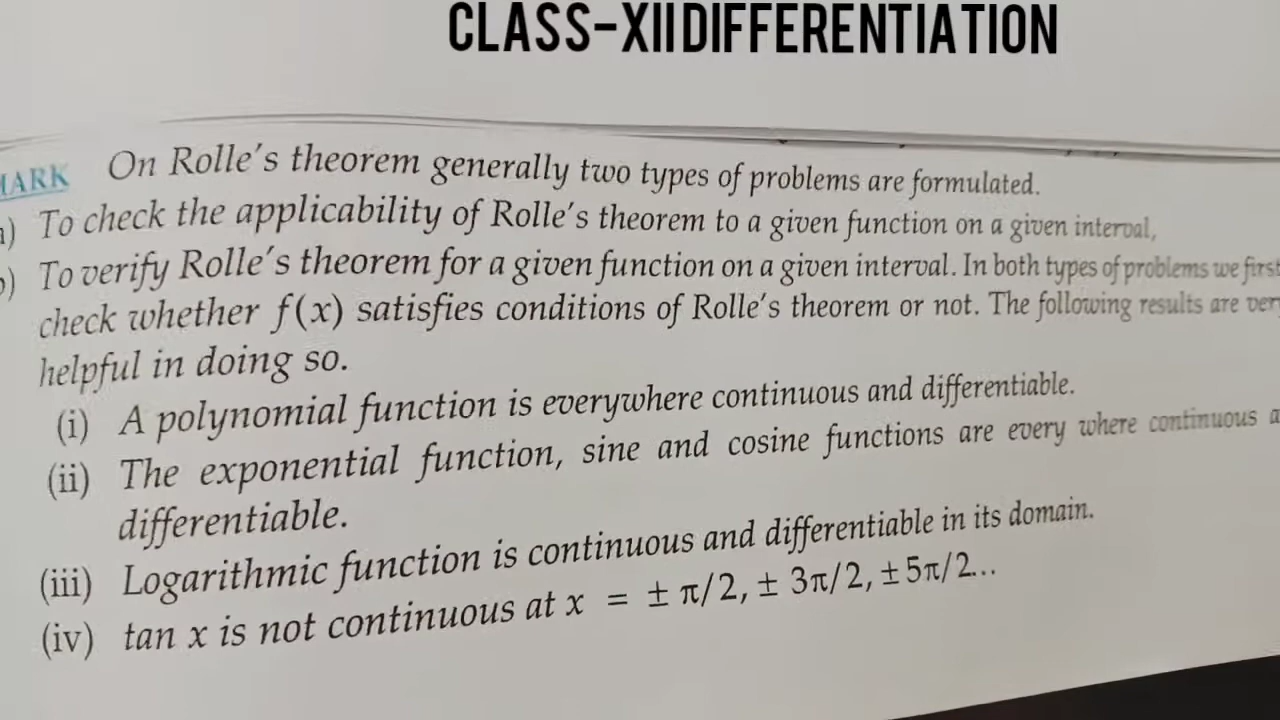 CLASS-XII DIFFERENTIATION
On Rolle's theorem generally two types of problems are formulated.
To check the applicability of Rolle's theorem to a given function on a given interval,
To verify Rolle's theorem for a given function on a given interval. In both types of problems we first
check whether f(x) satisfies conditions of Rolle's theorem or not. The following results are
helpful in doing so.
(i) A polynomial function is everywhere continuous and differentiable.
(ii) The exponential function, sine and cosine functions are every where continuous
differentiable.
(iii) Logarithmic function is continuous and differentiable in its domain.
(iv) tan x is not continuous at x = ± π/2, ± 3π/2, ± 5π/2...